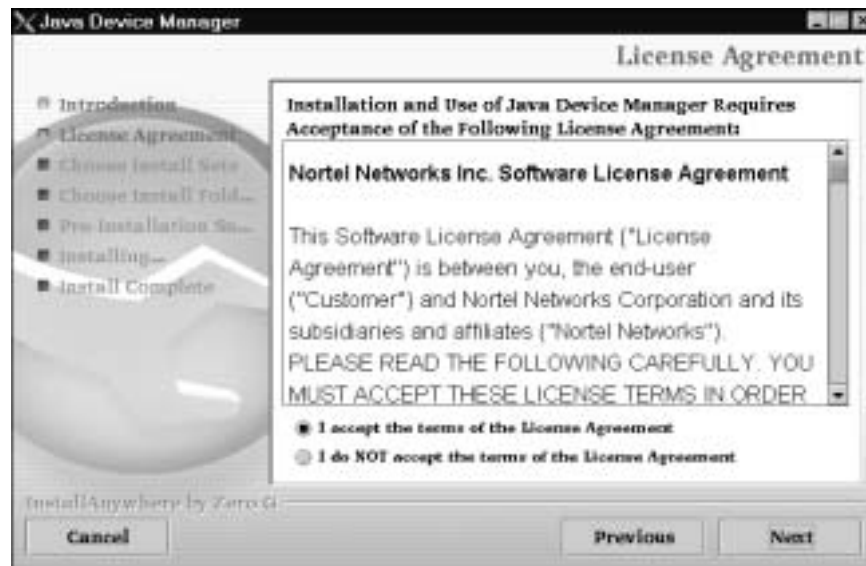 Java Device Manager
License Agreement
Introduction
License Agreement
Choose Install Sets
Choose Install Fold...
Pre-Installation Su...
Installing...
Install Complete
Installation and Use of Java Device Manager Requires
Acceptance of the Following License Agreement:
Nortel Networks Inc. Software License Agreement
This Software License Agreement ("License
Agreement") is between you, the end-user
("Customer") and Nortel Networks Corporation and its
subsidiaries and affiliates ("Nortel Networks").
PLEASE READ THE FOLLOWING CAREFULLY. YOU
MUST ACCEPT THESE LICENSE TERMS IN ORDER
I accept the terms of the License Agreement
I do NOT accept the terms of the License Agreement
InstallAnywhere by Zero G
Cancel
Previous
Next